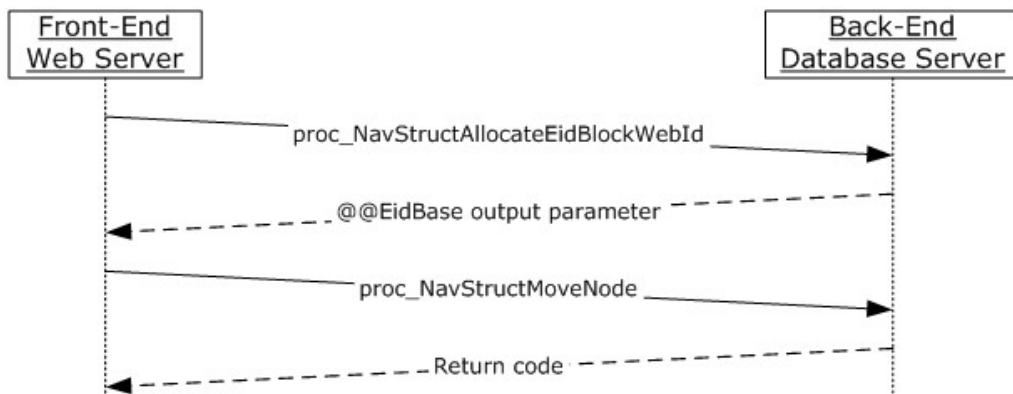 Front-End
Web Server
Back-End
Database Server
proc_NavStructAllocateEidBlockWebId
@@EidBase output parameter
proc_NavStructMoveNode
Return code